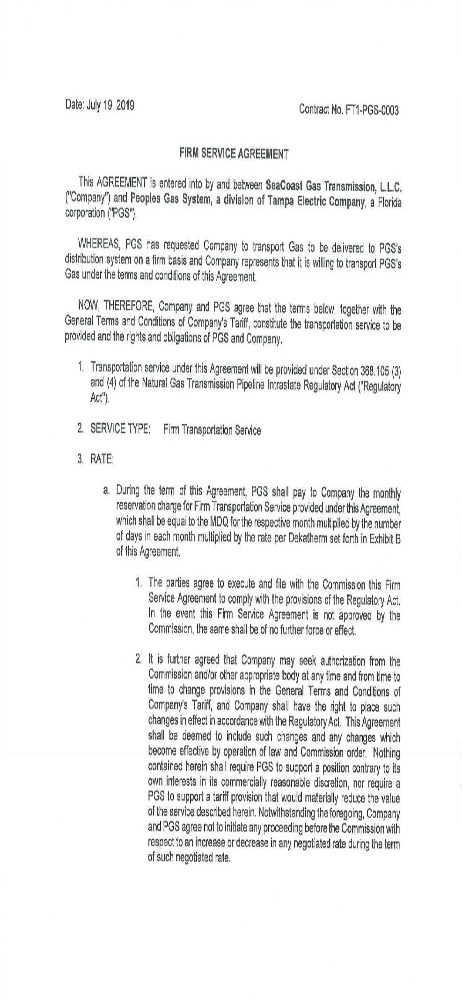 Date: July 19, 2019
Contract No. FT1-PGS-0003
FIRM SERVICE AGREEMENT
This AGREEMENT is entered into by and between SeaCoast Gas Transmission, L.L.C.
("Company") and Peoples Gas System, a division of Tampa Electric Company, a Florida
corporation ("PGS").
WHEREAS, PGS has requested Company to transport Gas to be delivered to PGS's
distribution system on a firm basis and Company represents that it is willing to transport PGS's
Gas under the terms and conditions of this Agreement.
NOW, THEREFORE, Company and PGS agree that the terms below, together with the
General Terms and Conditions of Company's Tariff, constitute the transportation service to be
provided and the rights and obligations of PGS and Company.
1. Transportation service under this Agreement will be provided under Section 368.105 (3)
and (4) of the Natural Gas Transmission Pipeline Intrastate Regulatory Act ("Regulatory
Act").
2. SERVICE TYPE: Firm Transportation Service
3. RATE:
a. During the term of this Agreement, PGS shall pay to Company the monthly
reservation charge for Firm Transportation Service provided under this Agreement,
which shall be equal to the MDQ for the respective month multiplied by the number
of days in each month multiplied by the rate per Dekatherm set forth in Exhibit B
of this Agreement.
1. The parties agree to execute and file with the Commission this Firm
Service Agreement to comply with the provisions of the Regulatory Act.
In the event this Firm Service Agreement is not approved by the
Commission, the same shall be of no further force or effect.
2. It is further agreed that Company may seek authorization from the
Commission and/or other appropriate body at any time and from time to
time to change provisions in the General Terms and Conditions of
Company's Tariff, and Company shall have the right to place such
changes in effect in accordance with the Regulatory Act. This Agreement
shall be deemed to include such changes and any changes which
become effective by operation of law and Commission order. Nothing
contained herein shall require PGS to support a position contrary to its
own interests in its commercially reasonable discretion, nor require a
PGS to support a tariff provision that would materially reduce the value
of the service described herein. Notwithstanding the foregoing, Company
and PGS agree not to initiate any proceeding before the Commission with
respect to an increase or decrease in any negotiated rate during the term
of such negotiated rate.